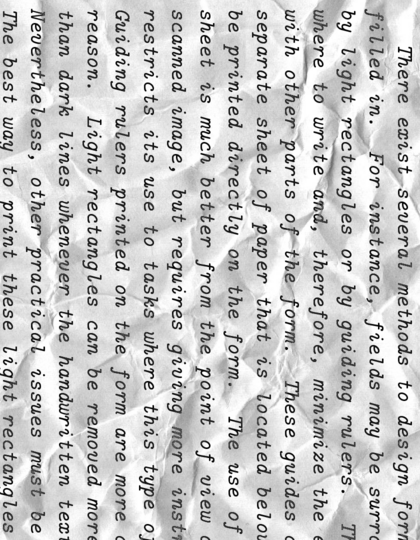 There exist several methods to design form
filled in. For instance, fields may be surro
by light rectangles or by guiding rulers. Th
where to write and, therefore, minimize the e
with other parts of the form. These guides c
separate sheet of paper that is located below
be printed directly on the form. The use of
sheet is much better from the point of view o
scanned image, but requires giving more instr
restricts its use to tasks where this type of
Guiding rulers printed on the form are more c
reason. Light rectangles can be removed more
than dark lines whenever the handwritten text
Nevertheless, other practical issues must be
The best way to print these light rectangles